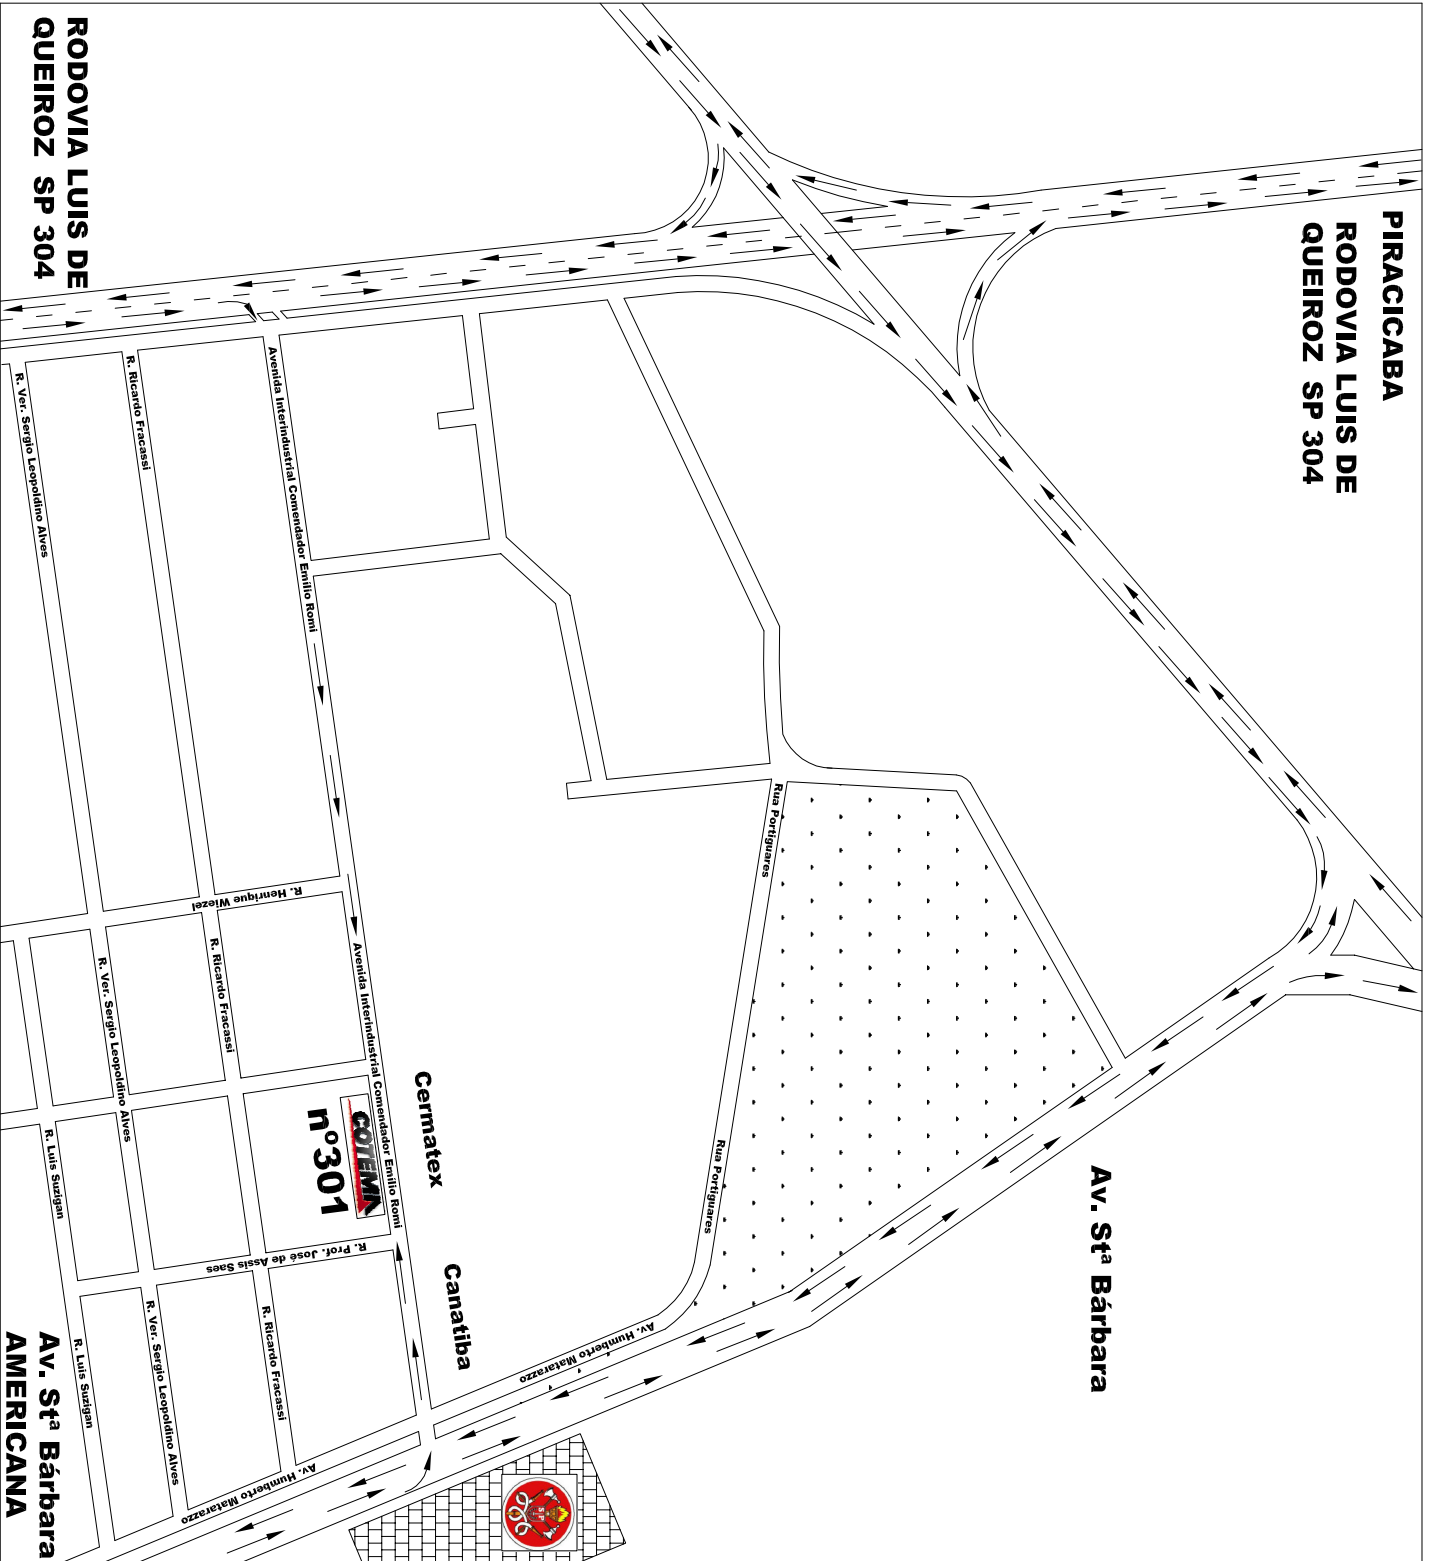 PIRACICABA
RODOVIA LUIS DE
QUEIROZ SP 304
RODOVIA LUIS DE
QUEIROZ SP 304
Av. Stª Bárbara
Av. Stª Bárbara
AMERICANA
Cermatex
Canatiba
COTEMA
nº301
Avenida Interindustrial Comendador Emilio Romi
Avenida Interindustrial Comendador Emilio Romi
R. Ricardo Fracassi
R. Ricardo Fracassi
R. Ricardo Fracassi
R. Ver. Sergio Leopoldino Alves
R. Ver. Sergio Leopoldino Alves
R. Ver. Sergio Leopoldino Alves
R. Luis Suzigan
R. Luis Suzigan
R. Henrique Wiezel
R. Prof. José de Assis Saes
Rua Portiguares
Rua Portiguares
Av. Humberto Matarazzo
Av. Humberto Matarazzo
SP